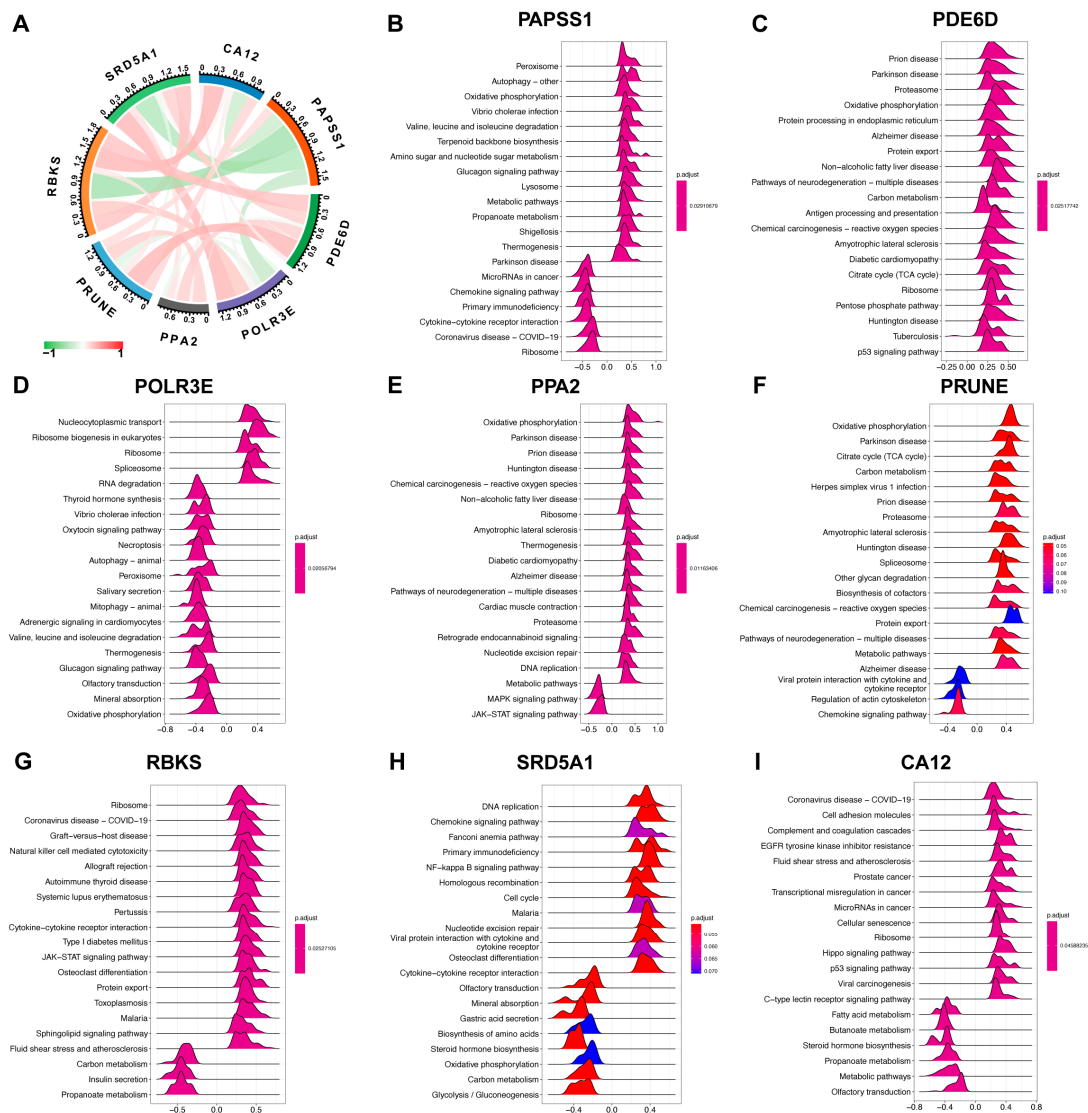 A
SRD5A1
CA12
PAPSS1
PDE6D
POLR3E
PPA2
PRUNE
RBKS
−1
1
B
PAPSS1
Peroxisome
Autophagy − other
Oxidative phosphorylation
Vibrio cholerae infection
Valine, leucine and isoleucine degradation
Terpenoid backbone biosynthesis
Amino sugar and nucleotide sugar metabolism
Glucagon signaling pathway
Lysosome
Metabolic pathways
Propanoate metabolism
Shigellosis
Thermogenesis
Parkinson disease
MicroRNAs in cancer
Chemokine signaling pathway
Primary immunodeficiency
Cytokine−cytokine receptor interaction
Coronavirus disease − COVID−19
Ribosome
−0.5 0.0 0.5 1.0
p.adjust
0.02910679
C
PDE6D
Prion disease
Parkinson disease
Proteasome
Oxidative phosphorylation
Protein processing in endoplasmic reticulum
Alzheimer disease
Protein export
Non−alcoholic fatty liver disease
Pathways of neurodegeneration − multiple diseases
Carbon metabolism
Antigen processing and presentation
Chemical carcinogenesis − reactive oxygen species
Amyotrophic lateral sclerosis
Diabetic cardiomyopathy
Citrate cycle (TCA cycle)
Ribosome
Pentose phosphate pathway
Huntington disease
Tuberculosis
p53 signaling pathway
−0.25 0.00 0.25 0.50
p.adjust
0.02517742
D
POLR3E
Nucleocytoplasmic transport
Ribosome biogenesis in eukaryotes
Ribosome
Spliceosome
RNA degradation
Thyroid hormone synthesis
Vibrio cholerae infection
Oxytocin signaling pathway
Necroptosis
Autophagy − animal
Peroxisome
Salivary secretion
Mitophagy − animal
Adrenergic signaling in cardiomyocytes
Valine, leucine and isoleucine degradation
Thermogenesis
Glucagon signaling pathway
Olfactory transduction
Mineral absorption
Oxidative phosphorylation
−0.8 −0.4 0.0 0.4
p.adjust
0.02056794
E
PPA2
Oxidative phosphorylation
Parkinson disease
Prion disease
Huntington disease
Chemical carcinogenesis − reactive oxygen species
Non−alcoholic fatty liver disease
Ribosome
Amyotrophic lateral sclerosis
Thermogenesis
Diabetic cardiomyopathy
Alzheimer disease
Pathways of neurodegeneration − multiple diseases
Cardiac muscle contraction
Proteasome
Retrograde endocannabinoid signaling
Nucleotide excision repair
DNA replication
Metabolic pathways
MAPK signaling pathway
JAK−STAT signaling pathway
−0.5 0.0 0.5 1.0
p.adjust
0.01163406
F
PRUNE
Oxidative phosphorylation
Parkinson disease
Citrate cycle (TCA cycle)
Carbon metabolism
Herpes simplex virus 1 infection
Prion disease
Proteasome
Amyotrophic lateral sclerosis
Huntington disease
Spliceosome
Other glycan degradation
Biosynthesis of cofactors
Chemical carcinogenesis − reactive oxygen species
Protein export
Pathways of neurodegeneration − multiple diseases
Metabolic pathways
Alzheimer disease
Viral protein interaction with cytokine and
cytokine receptor
Regulation of actin cytoskeleton
Chemokine signaling pathway
−0.4 0.0 0.4
p.adjust
0.05
0.06
0.07
0.08
0.09
0.10
G
RBKS
Ribosome
Coronavirus disease − COVID−19
Graft−versus−host disease
Natural killer cell mediated cytotoxicity
Allograft rejection
Autoimmune thyroid disease
Systemic lupus erythematosus
Pertussis
Cytokine−cytokine receptor interaction
Type I diabetes mellitus
JAK−STAT signaling pathway
Osteoclast differentiation
Protein export
Toxoplasmosis
Malaria
Sphingolipid signaling pathway
Fluid shear stress and atherosclerosis
Carbon metabolism
Insulin secretion
Propanoate metabolism
−0.5 0.0 0.5
p.adjust
0.02527105
H
SRD5A1
DNA replication
Chemokine signaling pathway
Fanconi anemia pathway
Primary immunodeficiency
NF−kappa B signaling pathway
Homologous recombination
Cell cycle
Malaria
Nucleotide excision repair
Viral protein interaction with cytokine and
cytokine receptor
Osteoclast differentiation
Cytokine−cytokine receptor interaction
Olfactory transduction
Mineral absorption
Gastric acid secretion
Biosynthesis of amino acids
Steroid hormone biosynthesis
Oxidative phosphorylation
Carbon metabolism
Glycolysis / Gluconeogenesis
−0.4 0.0 0.4
p.adjust
0.055
0.060
0.065
0.070
I
CA12
Coronavirus disease − COVID−19
Cell adhesion molecules
Complement and coagulation cascades
EGFR tyrosine kinase inhibitor resistance
Fluid shear stress and atherosclerosis
Prostate cancer
Transcriptional misregulation in cancer
MicroRNAs in cancer
Cellular senescence
Ribosome
Hippo signaling pathway
p53 signaling pathway
Viral carcinogenesis
C−type lectin receptor signaling pathway
Fatty acid metabolism
Butanoate metabolism
Steroid hormone biosynthesis
Propanoate metabolism
Metabolic pathways
Olfactory transduction
−0.8 −0.4 0.0 0.4 0.8
p.adjust
0.04588235